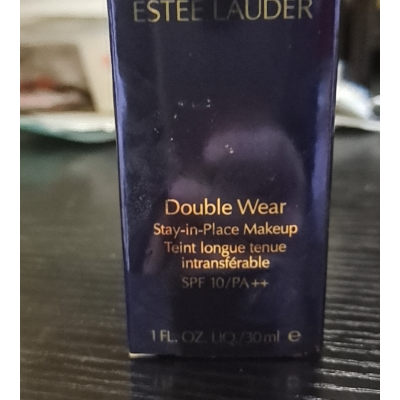 ESTĒE LAUDER
Double Wear
Stay-in-Place Makeup
Teint longue tenue
intransférable
SPF 10/PA++
1 FL. OZ. LIQ./30 ml e